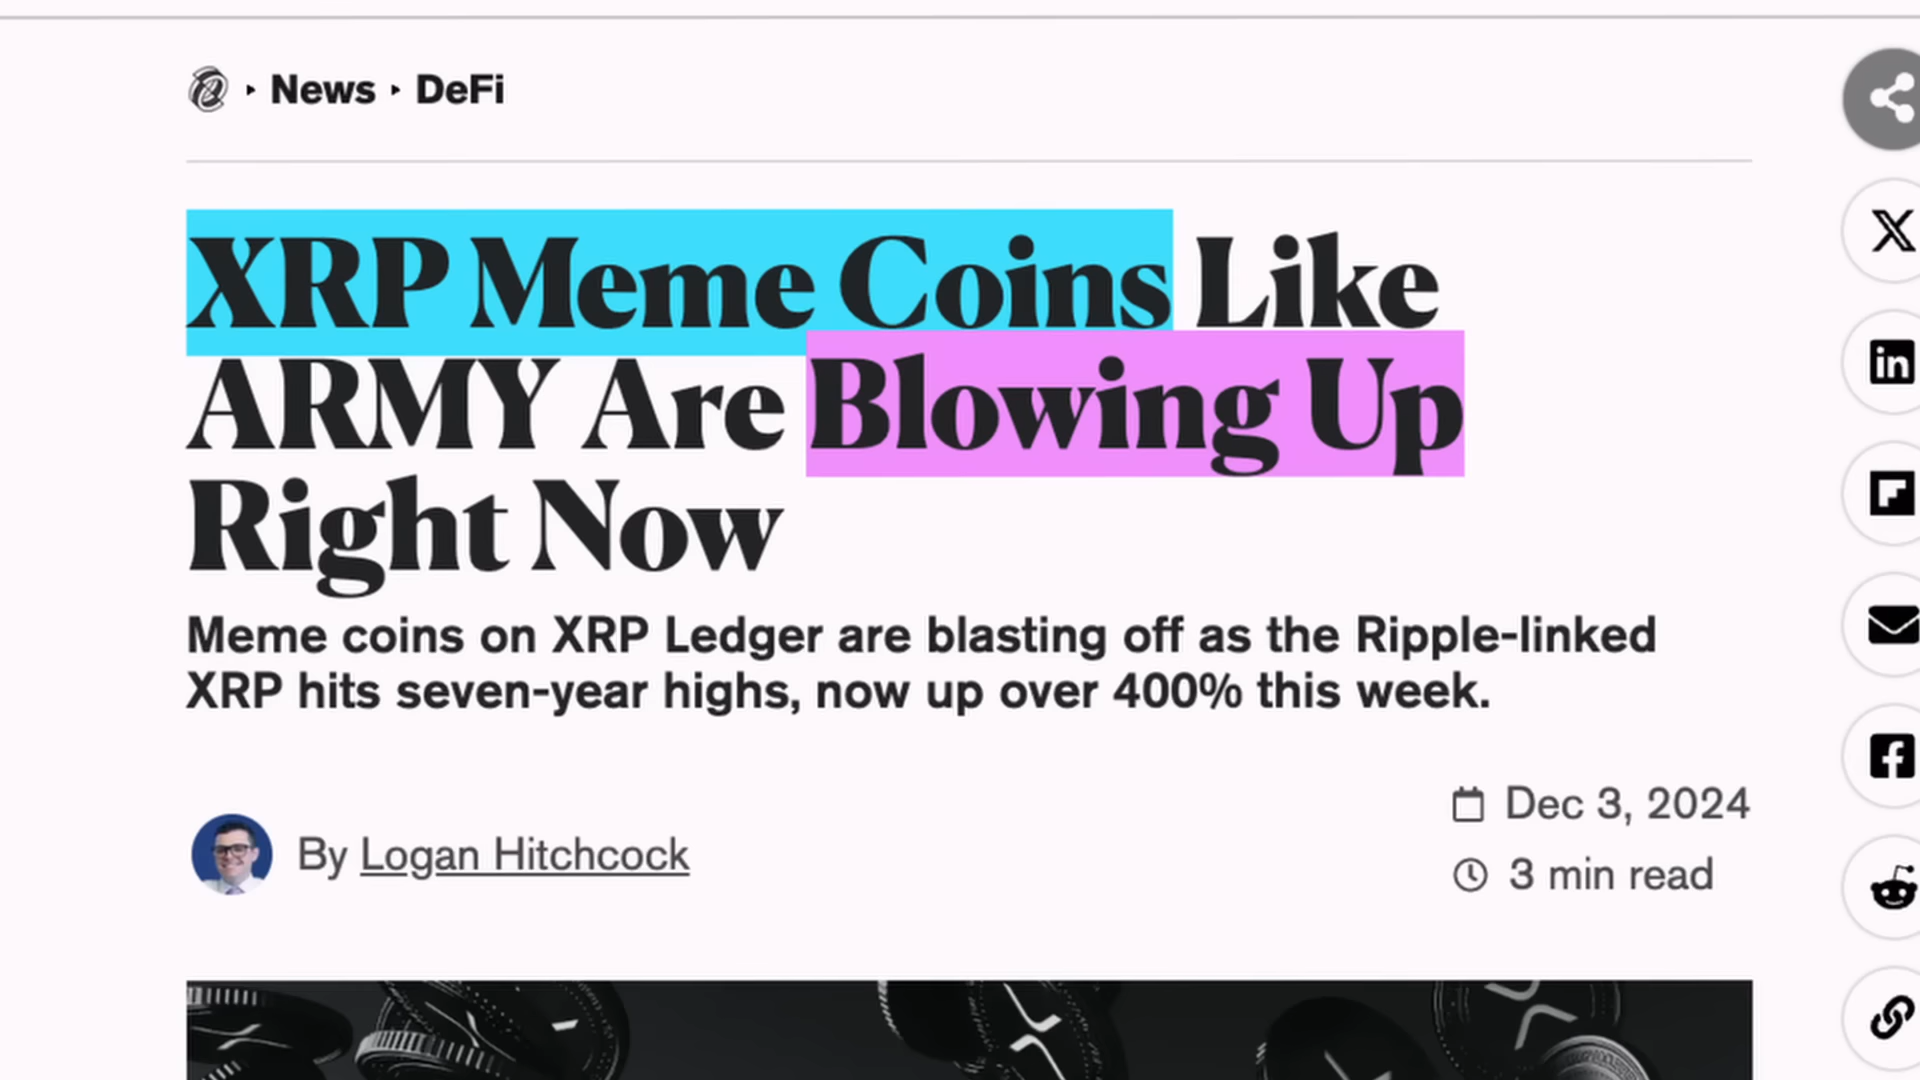 News ‣ DeFi
XRP Meme Coins Like
ARMY Are Blowing Up
Right Now
Meme coins on XRP Ledger are blasting off as the Ripple-linked
XRP hits seven-year highs, now up over 400% this week.
By Logan Hitchcock
Dec 3, 2024
3 min read